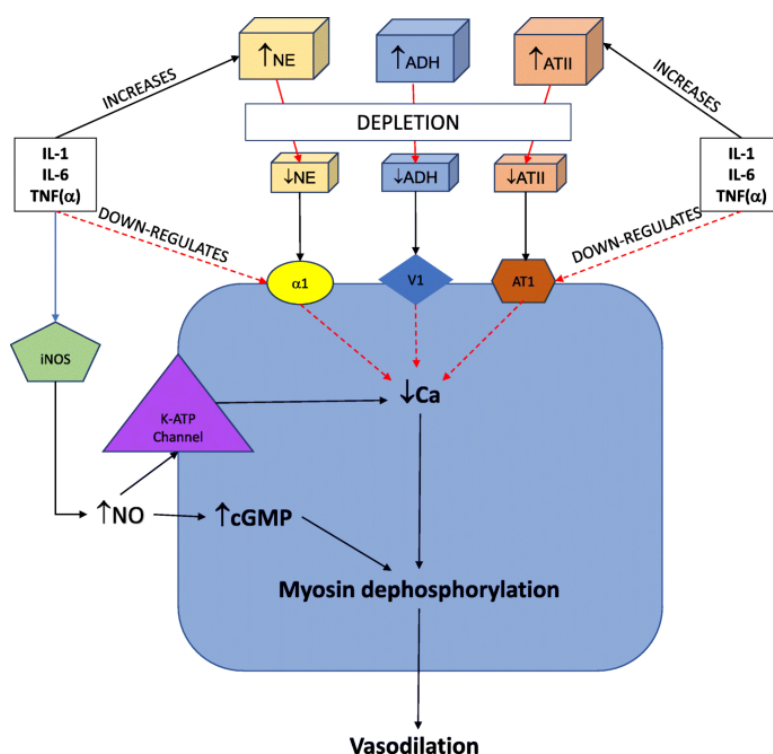 ↑NE
↑ADH
↑ATII
INCREASES
INCREASES
DEPLETION
IL-1
IL-6
TNF(α)
IL-1
IL-6
TNF(α)
↓NE
↓ADH
↓ATII
DOWN-REGULATES
DOWN-REGULATES
α1
V1
AT1
iNOS
↓Ca
K-ATP
Channel
↑NO
↑cGMP
Myosin dephosphorylation
Vasodilation